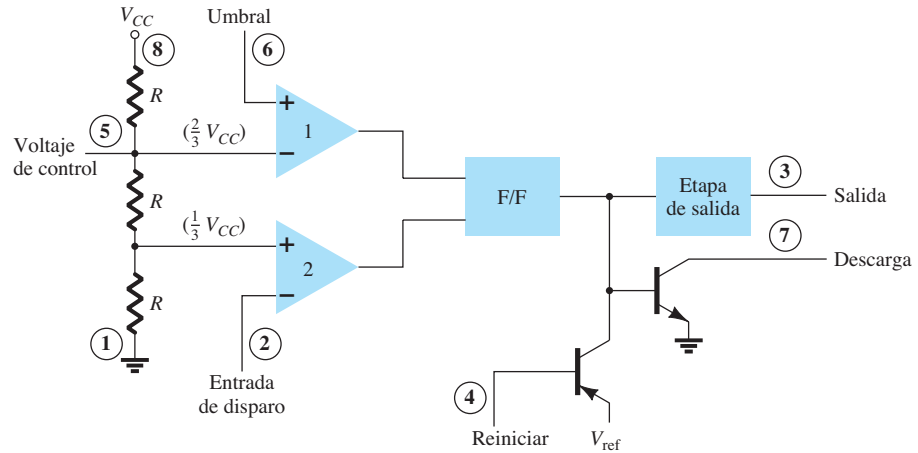 V_CC
8
Umbral
6
R
+
1
−
5
Voltaje
de control
(2/3 V_CC)
F/F
Etapa
de salida
3
Salida
R
(1/3 V_CC)
+
2
−
7
Descarga
R
1
2
Entrada
de disparo
4
Reiniciar
V_ref